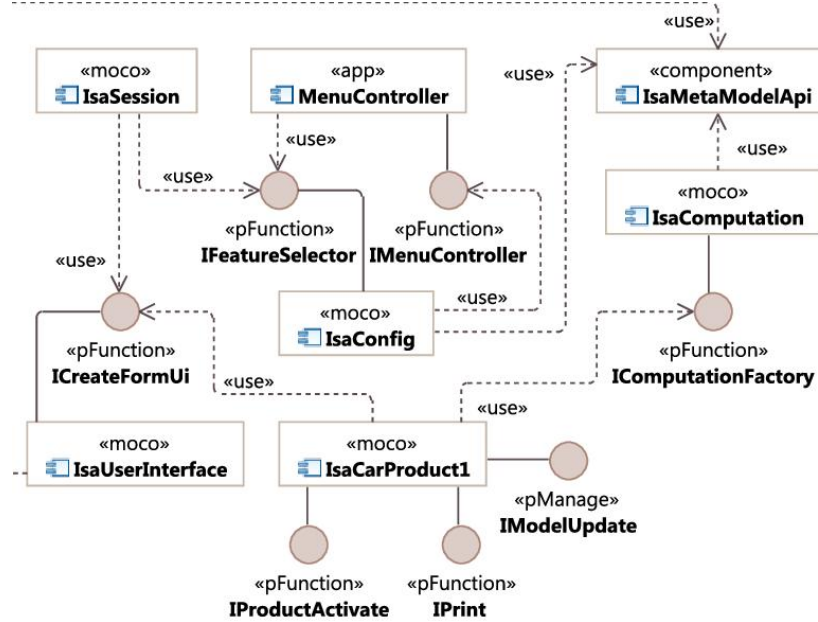 «use»
«moco»
IsaSession
«app»
MenuController
«use»
«component»
IsaMetaModelApi
«use»
«use»
«use»
«moco»
IsaComputation
«pFunction»
IFeatureSelector
«pFunction»
IMenuController
«use»
«use»
«moco»
IsaConfig
«pFunction»
ICreateFormUi
«use»
«pFunction»
IComputationFactory
«use»
«moco»
IsaUserInterface
«moco»
IsaCarProduct1
«pManage»
IModelUpdate
«pFunction»
IProductActivate
«pFunction»
IPrint